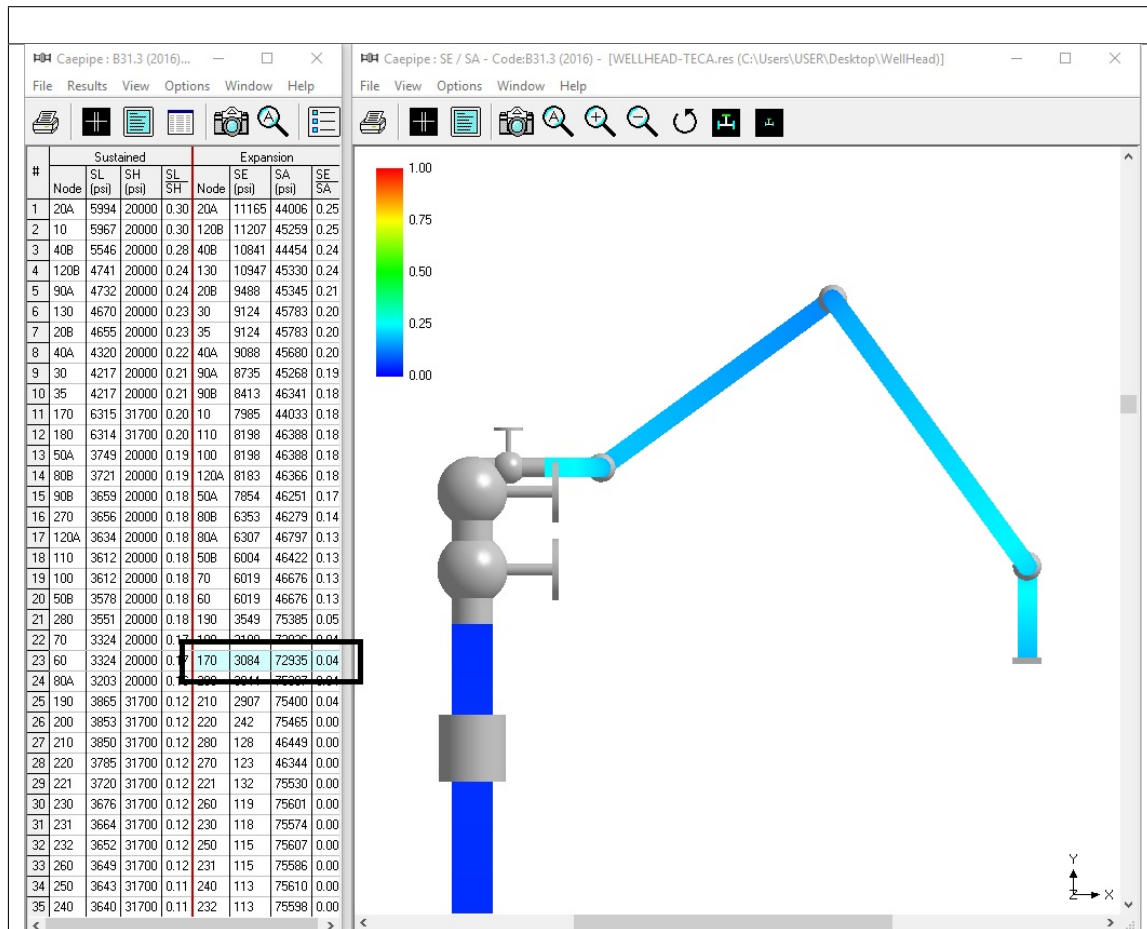 Caepipe : B31.3 (2016)...
File Results View Options Window Help
# Sustained Expansion
Node SL (psi) SH (psi) SL/SH Node SE (psi) SA (psi) SE/SA
1 20A 5994 20000 0.30 20A 11165 44006 0.25
2 10 5967 20000 0.30 120B 11207 45259 0.25
3 40B 5546 20000 0.28 40B 10841 44454 0.24
4 120B 4741 20000 0.24 130 10947 45330 0.24
5 90A 4732 20000 0.24 20B 9488 45345 0.21
6 130 4670 20000 0.23 30 9124 45783 0.20
7 20B 4655 20000 0.23 35 9124 45783 0.20
8 40A 4320 20000 0.22 40A 9088 45680 0.20
9 30 4217 20000 0.21 90A 8735 45268 0.19
10 35 4217 20000 0.21 90B 8413 46341 0.18
11 170 6315 31700 0.20 10 7985 44033 0.18
12 180 6314 31700 0.20 110 8198 46388 0.18
13 50A 3749 20000 0.19 100 8198 46388 0.18
14 80B 3721 20000 0.19 120A 8183 46366 0.18
15 90B 3659 20000 0.18 50A 7854 46251 0.17
16 270 3656 20000 0.18 80B 6353 46279 0.14
17 120A 3634 20000 0.18 80A 6307 46797 0.13
18 110 3612 20000 0.18 50B 6004 46422 0.13
19 100 3612 20000 0.18 70 6019 46676 0.13
20 50B 3578 20000 0.18 60 6019 46676 0.13
21 280 3551 20000 0.18 190 3549 75385 0.05
22 70 3324 20000
23 60 3324 20000 170 3084 72935 0.04
24 80A 3203 20000
25 190 3865 31700 0.12 210 2907 75400 0.04
26 200 3853 31700 0.12 220 242 75465 0.00
27 210 3850 31700 0.12 280 128 46449 0.00
28 220 3785 31700 0.12 270 123 46344 0.00
29 221 3720 31700 0.12 221 132 75530 0.00
30 230 3676 31700 0.12 260 119 75601 0.00
31 231 3664 31700 0.12 230 118 75574 0.00
32 232 3652 31700 0.12 250 115 75607 0.00
33 260 3649 31700 0.12 231 115 75586 0.00
34 250 3643 31700 0.11 240 113 75610 0.00
35 240 3640 31700 0.11 232 113 75598 0.00
Caepipe : SE / SA - Code:B31.3 (2016) - [WELLHEAD-TECA.res (C:\Users\USER\Desktop\WellHead)]
File View Options Window Help
1.00
0.75
0.50
0.25
0.00
Y
Z X